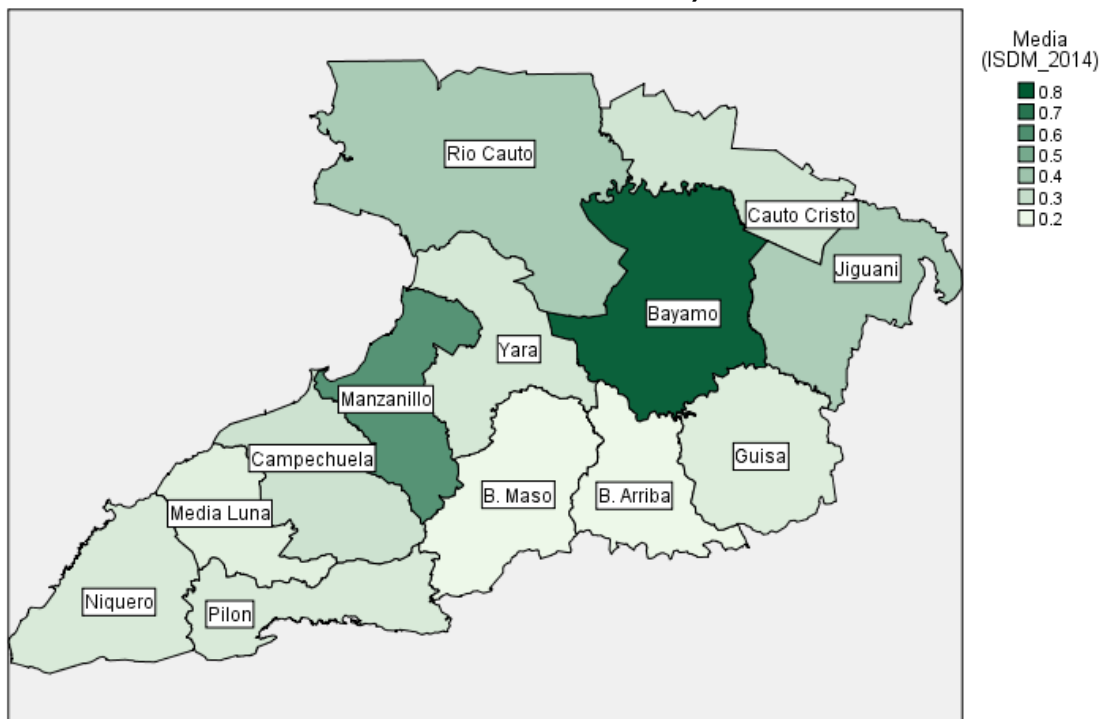 Media
(ISDM_2014)
0.8
0.7
0.6
0.5
0.4
0.3
0.2
Rio Cauto
Cauto Cristo
Jiguani
Bayamo
Yara
Manzanillo
Campechuela
Guisa
B. Maso
B. Arriba
Media Luna
Niquero
Pilon